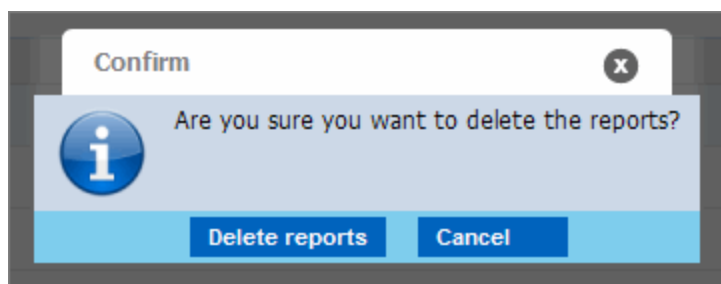 Confirm
x
Are you sure you want to delete the reports?
Delete reports
Cancel